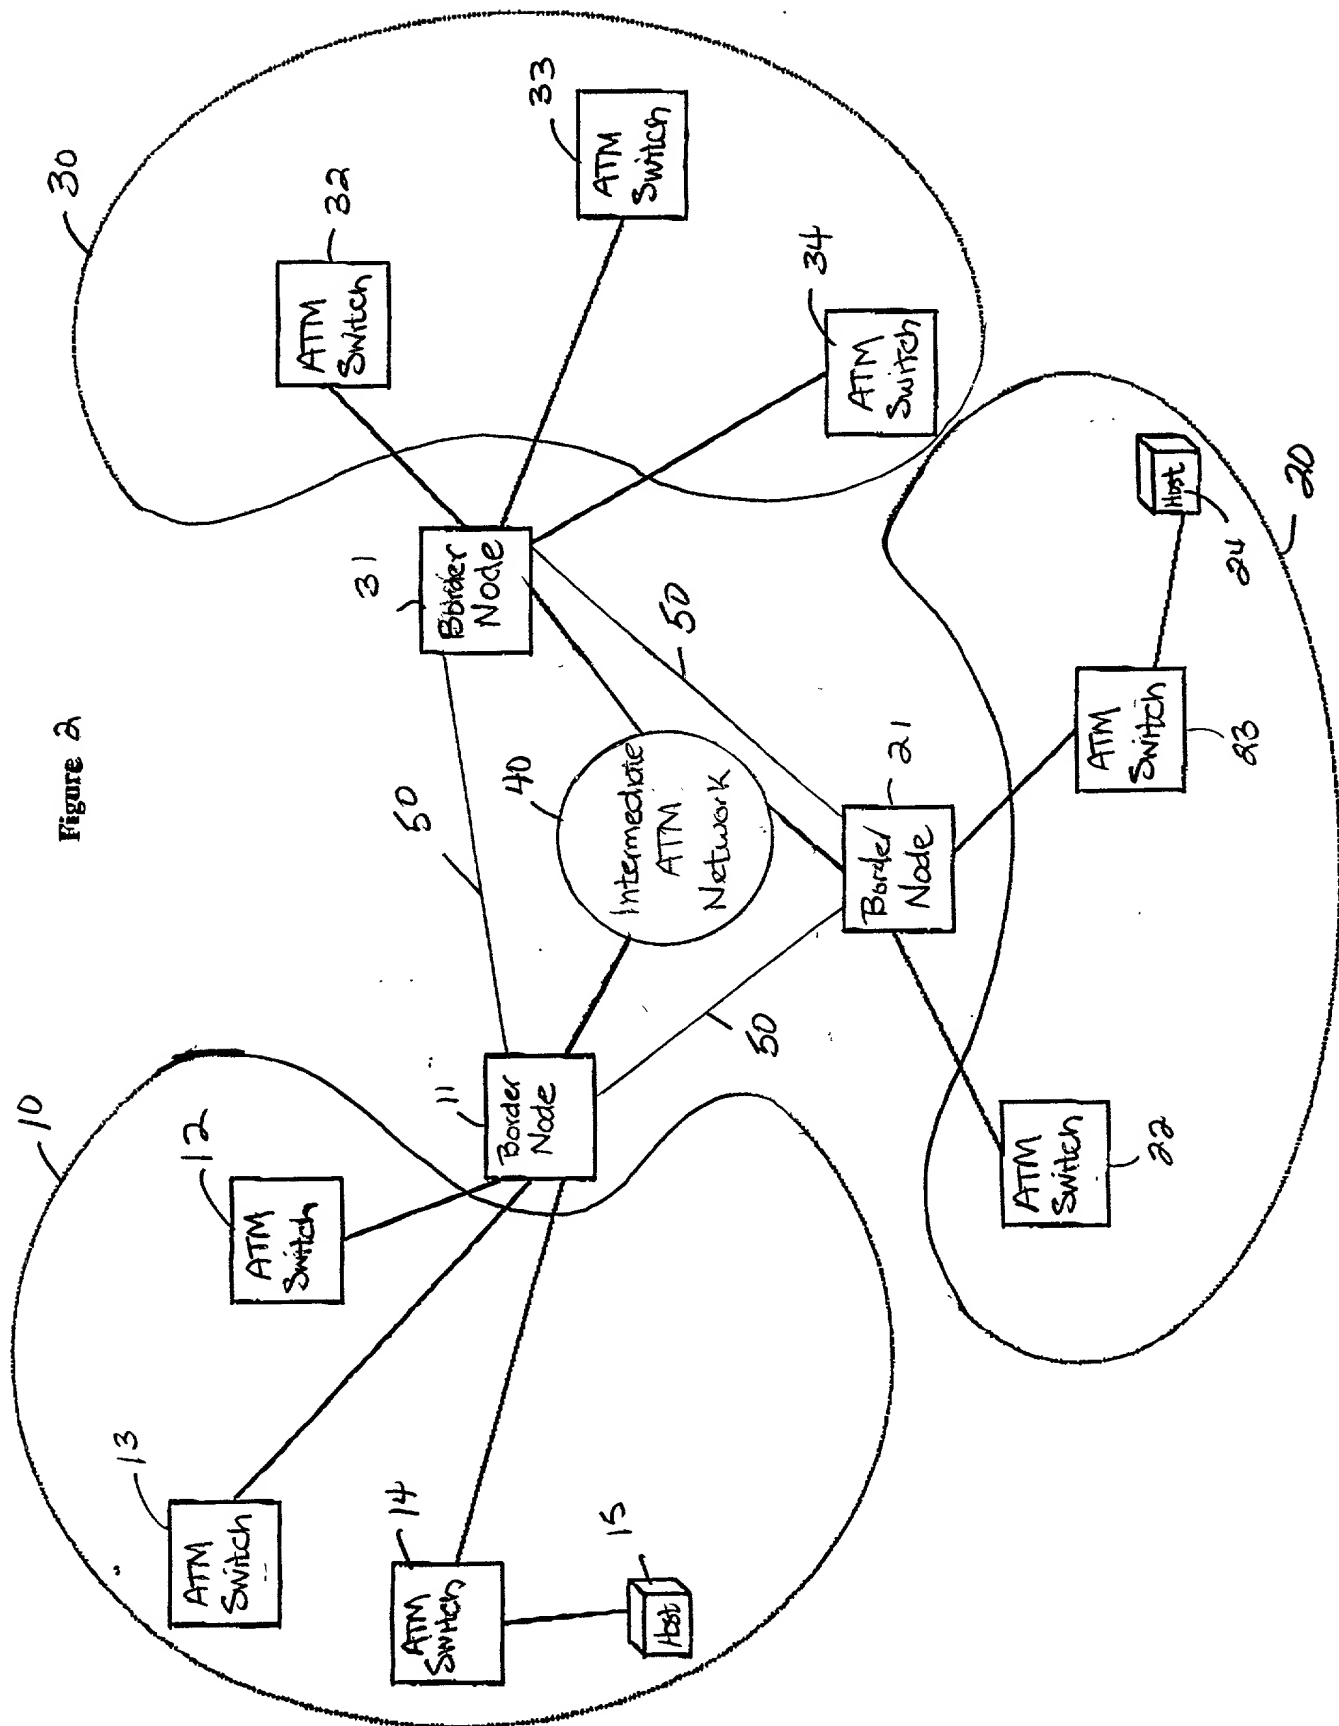 Figure 2
10
13
ATM
Switch
12
ATM
Switch
14
ATM
Switch
15
Host
11
Border
Node
50
40
Intermediate
ATM
Network
50
50
31
Border
Node
30
32
ATM
Switch
33
ATM
Switch
34
ATM
Switch
21
Border
Node
22
ATM
Switch
23
ATM
Switch
24
Host
20